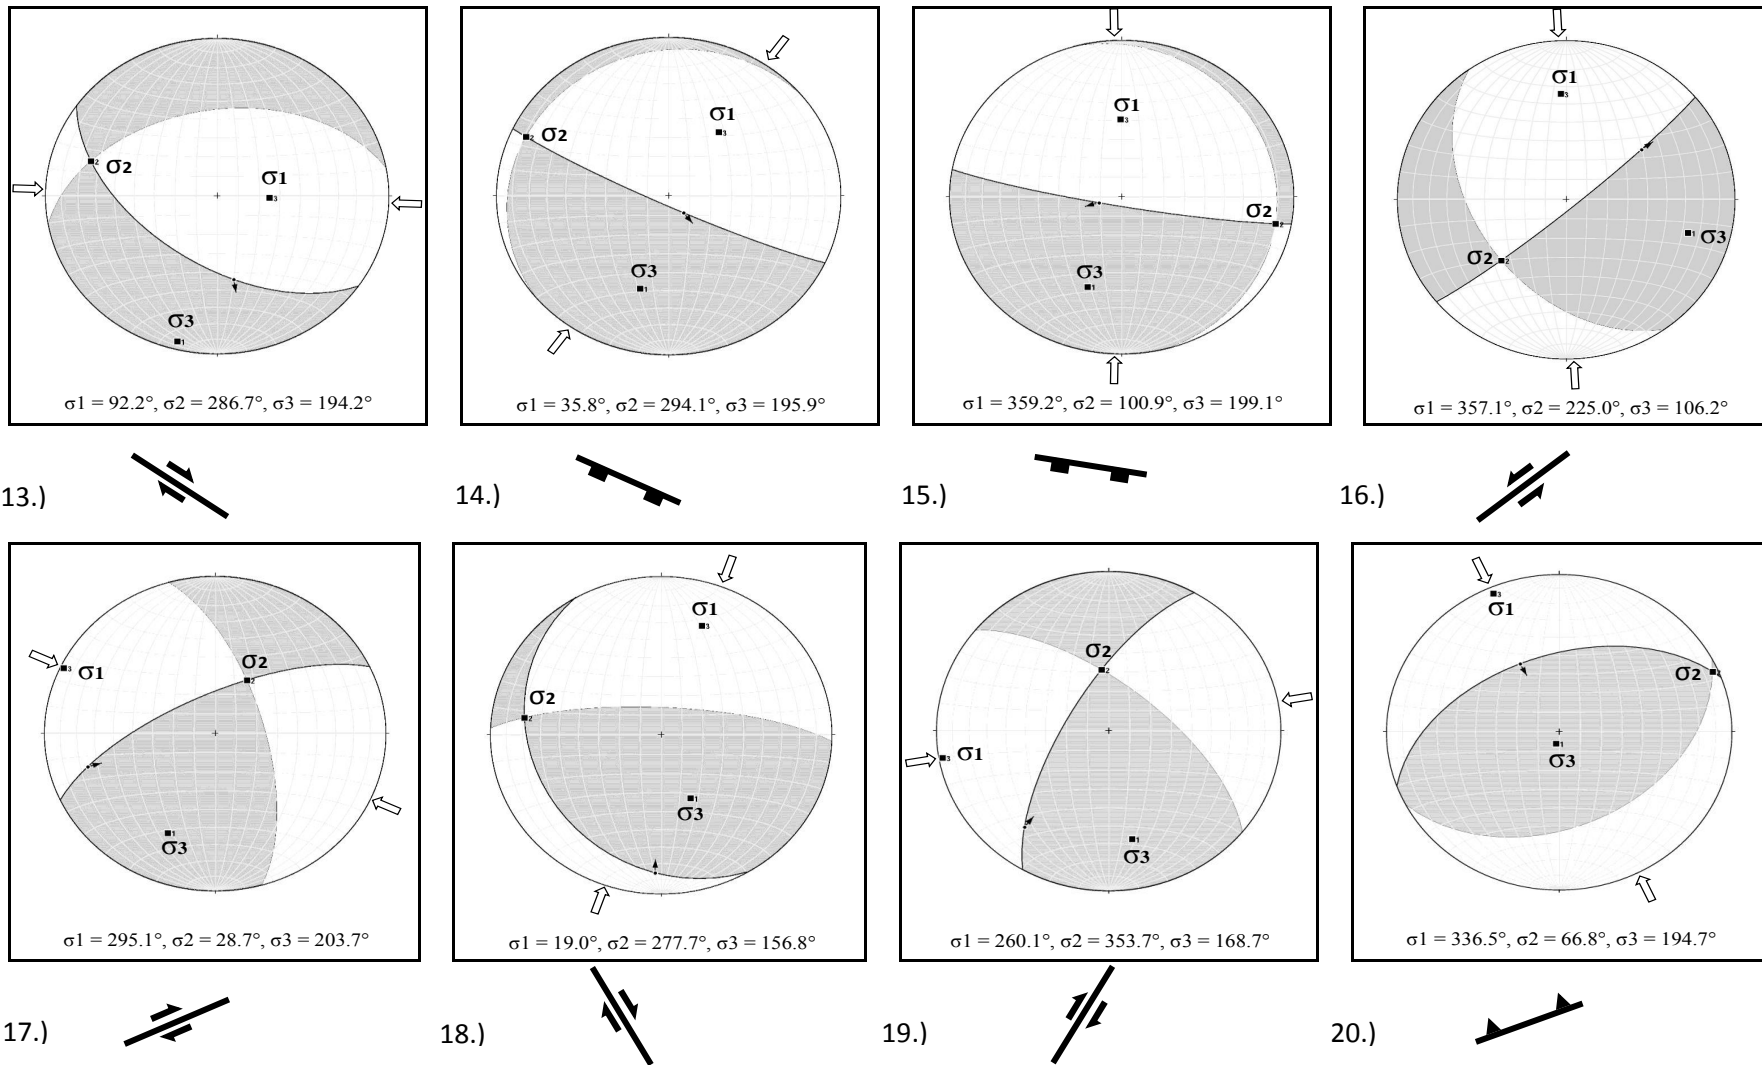 σ1
σ2
σ3
σ1 = 92.2°, σ2 = 286.7°, σ3 = 194.2°
13.)
σ1
σ2
σ3
σ1 = 35.8°, σ2 = 294.1°, σ3 = 195.9°
14.)
σ1
σ2
σ3
σ1 = 359.2°, σ2 = 100.9°, σ3 = 199.1°
15.)
σ1
σ2
σ3
σ1 = 357.1°, σ2 = 225.0°, σ3 = 106.2°
16.)
σ1
σ2
σ3
σ1 = 295.1°, σ2 = 28.7°, σ3 = 203.7°
17.)
σ1
σ2
σ3
σ1 = 19.0°, σ2 = 277.7°, σ3 = 156.8°
18.)
σ2
σ1
σ3
σ1 = 260.1°, σ2 = 353.7°, σ3 = 168.7°
19.)
σ1
σ2
σ3
σ1 = 336.5°, σ2 = 66.8°, σ3 = 194.7°
20.)